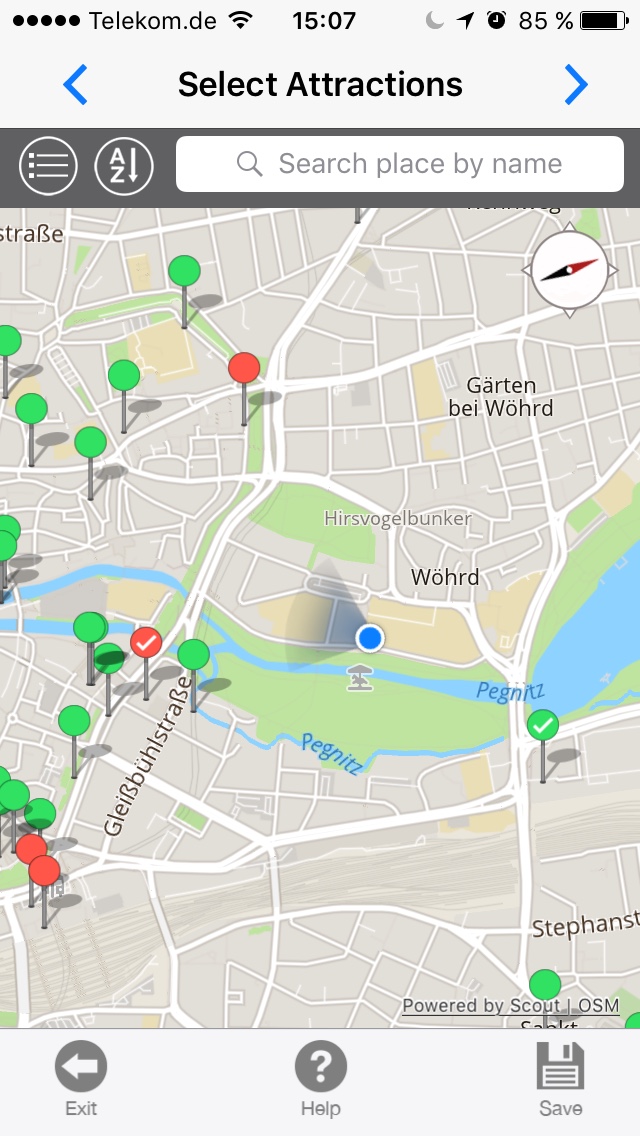 Telekom.de 15:07 85 %
Select Attractions
A
Z
Search place by name
straße
Gärten
bei Wöhrd
Hirsvogelbunker
Wöhrd
Pegnitz
Pegnitz
Gleißbühlstraße
Stephanst
Powered by Scout | OSM
Sankt
?
Exit
Help
Save